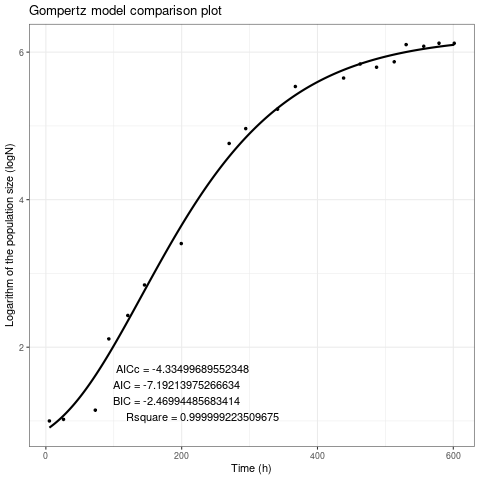 Gompertz model comparison plot
Logarithm of the population size (logN)
6
4
2
AICc = -4.33499689552348
AIC = -7.19213975266634
BIC = -2.46994485683414
Rsquare = 0.999999223509675
0 200 400 600
Time (h)